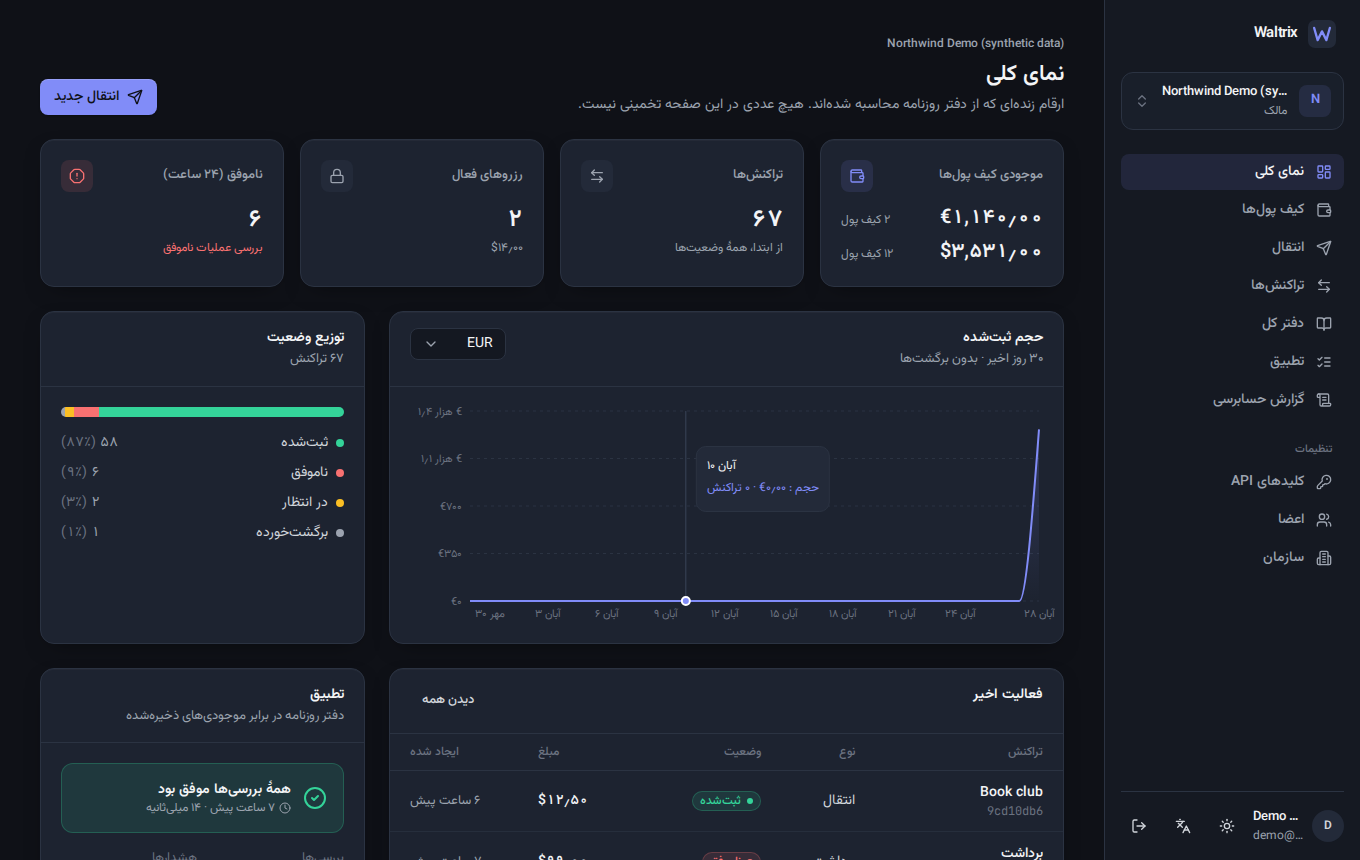 Waltrix
N
Northwind Demo (sy...
مالک
نمای کلی
کیف پول‌ها
انتقال
تراکنش‌ها
دفتر کل
تطبیق
گزارش حسابرسی
تنظیمات
کلیدهای API
اعضا
سازمان
D
Demo ...
demo@...
Northwind Demo (synthetic data)
نمای کلی
ارقام زنده‌ای که از دفتر روزنامه محاسبه شده‌اند. هیچ عددی در این صفحه تخمینی نیست.
انتقال جدید
موجودی کیف پول‌ها
€۱,۱۴۰٫۰۰
۲ کیف پول
$۳,۵۳۱٫۰۰
۱۲ کیف پول
تراکنش‌ها
۶۷
از ابتدا، همهٔ وضعیت‌ها
رزروهای فعال
۲
$۱۴٫۰۰
ناموفق (۲۴ ساعت)
۶
بررسی عملیات ناموفق
حجم ثبت‌شده
۳۰ روز اخیر · بدون برگشت‌ها
EUR
€ ۱٫۴ هزار
€ ۱٫۱ هزار
€۷۰۰
€۳۵۰
€۰
۱۰ آبان
حجم : €۰٫۰۰ · ۰ تراکنش
۳۰ مهر
۳ آبان
۶ آبان
۹ آبان
۱۲ آبان
۱۵ آبان
۱۸ آبان
۲۱ آبان
۲۴ آبان
۲۸ آبان
توزیع وضعیت
۶۷ تراکنش
ثبت‌شده ۵۸ (۸۷٪)
ناموفق ۶ (۹٪)
در انتظار ۲ (۳٪)
برگشت‌خورده ۱ (۱٪)
فعالیت اخیر
دیدن همه
تراکنش نوع وضعیت مبلغ ایجاد شده
Book club
9cd10db6
انتقال
ثبت‌شده
$۱۲٫۵۰
۶ ساعت پیش
برداشت
تطبیق
دفتر روزنامه در برابر موجودی‌های ذخیره‌شده
همهٔ بررسی‌ها موفق بود
۷ ساعت پیش · ۱۴ میلی‌ثانیه
بررسی‌ها
هشدارها